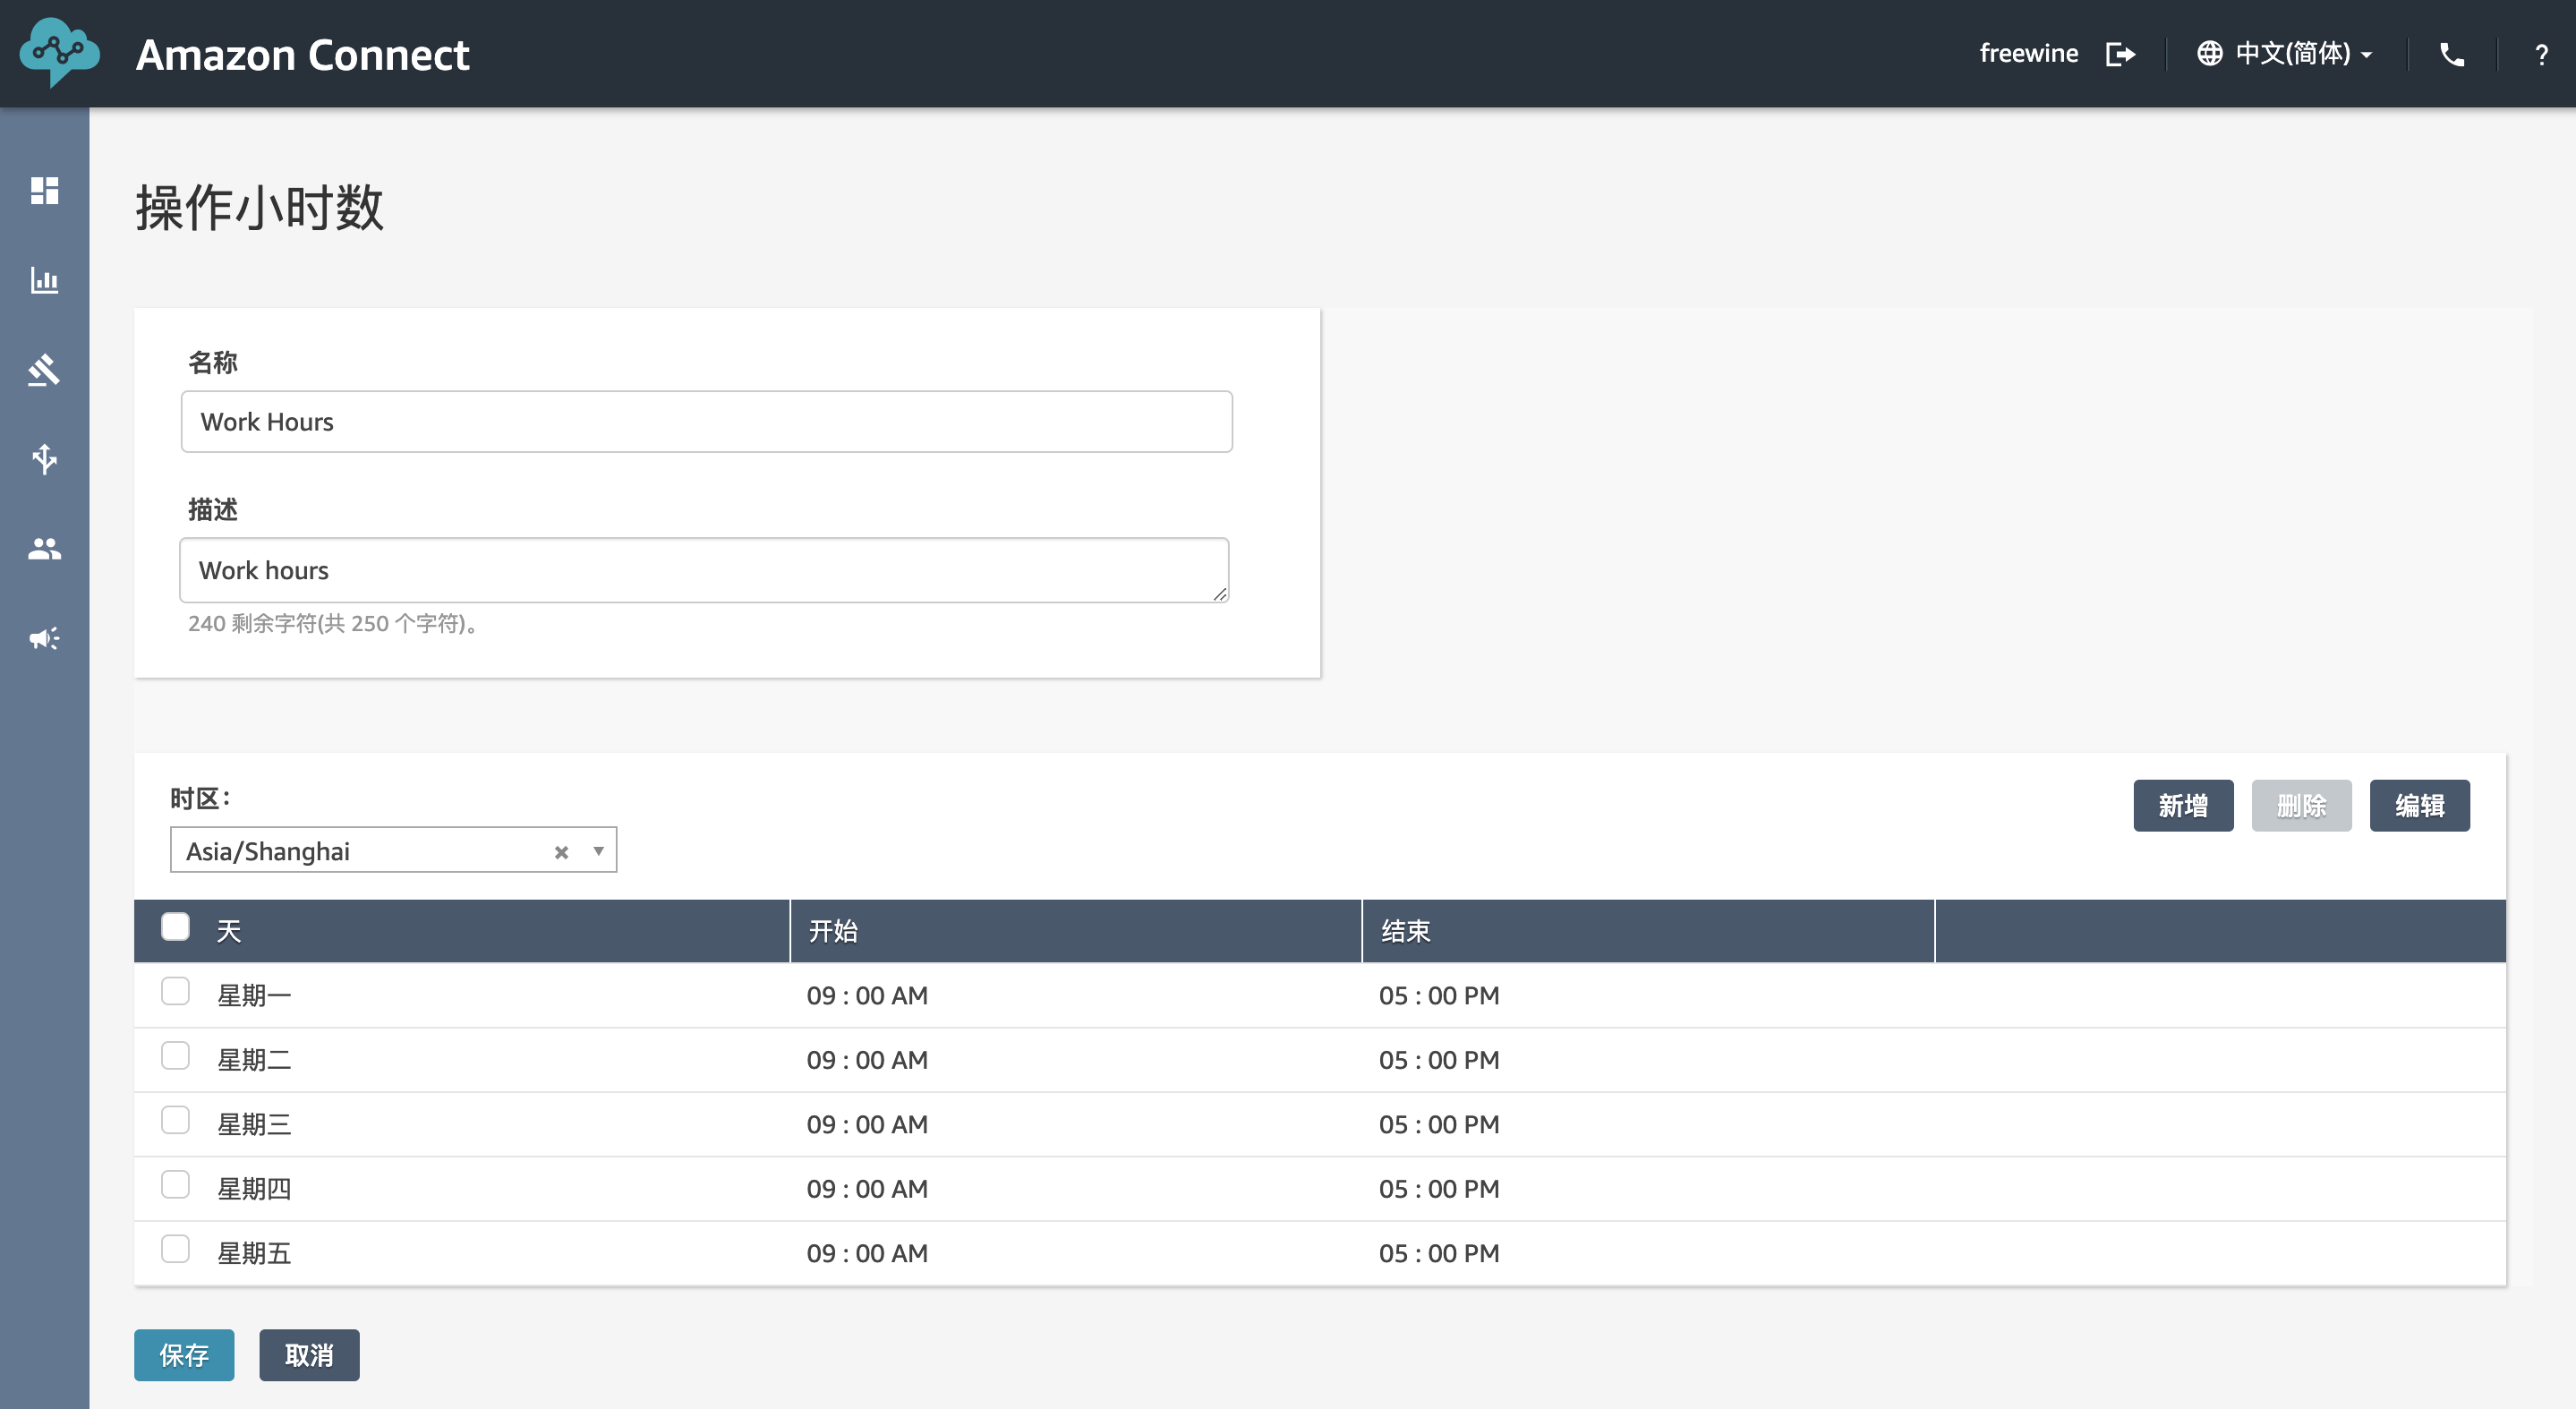 Amazon Connect
freewine
中文(简体)
?
操作小时数
名称
Work Hours
描述
Work hours
240 剩余字符(共 250 个字符)。
时区：
Asia/Shanghai
新增 删除 编辑
天 开始 结束
星期一 09 : 00 AM 05 : 00 PM
星期二 09 : 00 AM 05 : 00 PM
星期三 09 : 00 AM 05 : 00 PM
星期四 09 : 00 AM 05 : 00 PM
星期五 09 : 00 AM 05 : 00 PM
保存 取消